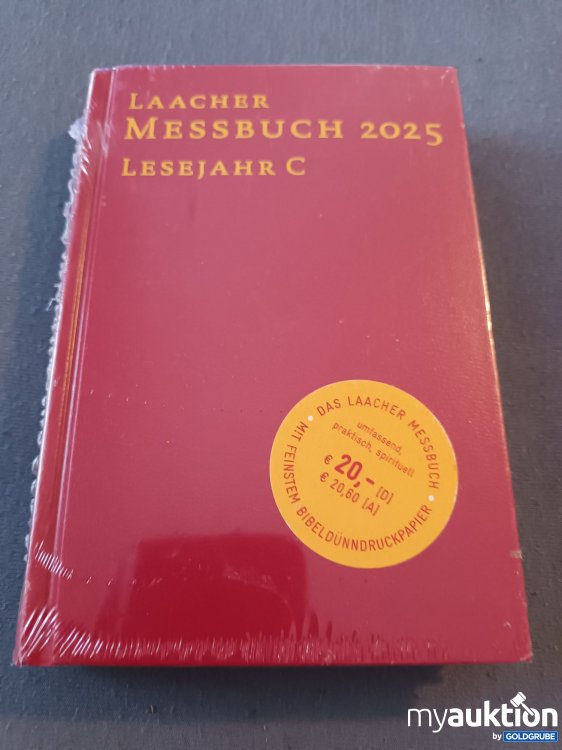 LAACHER
MESSBUCH 2025
LESEJAHR C
• DAS LAACHER MESSBUCH •
MIT FEINSTEM BIBELDÜNNDRUCKPAPIER
umfassend,
praktisch, spirituell
€ 20,- [D]
€ 20,60 [A]
myauktion
by GOLDGRUBE